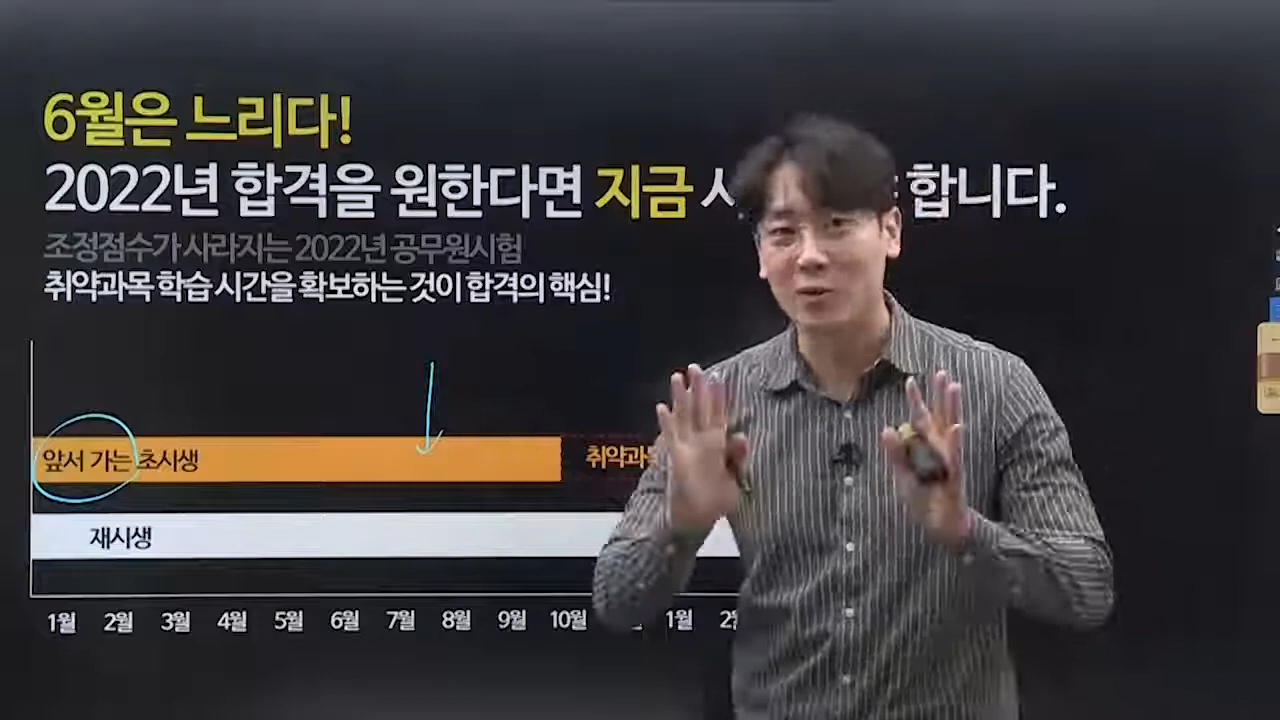 6월은 느리다!
2022년 합격을 원한다면 지금 합니다.
조정점수가 사라지는 2022년 공무원시험
취약과목 학습 시간을 확보하는 것이 합격의 핵심!
앞서 가는 초시생
취약과
재시생
1월 2월 3월 4월 5월 6월 7월 8월 9월 10월 1월